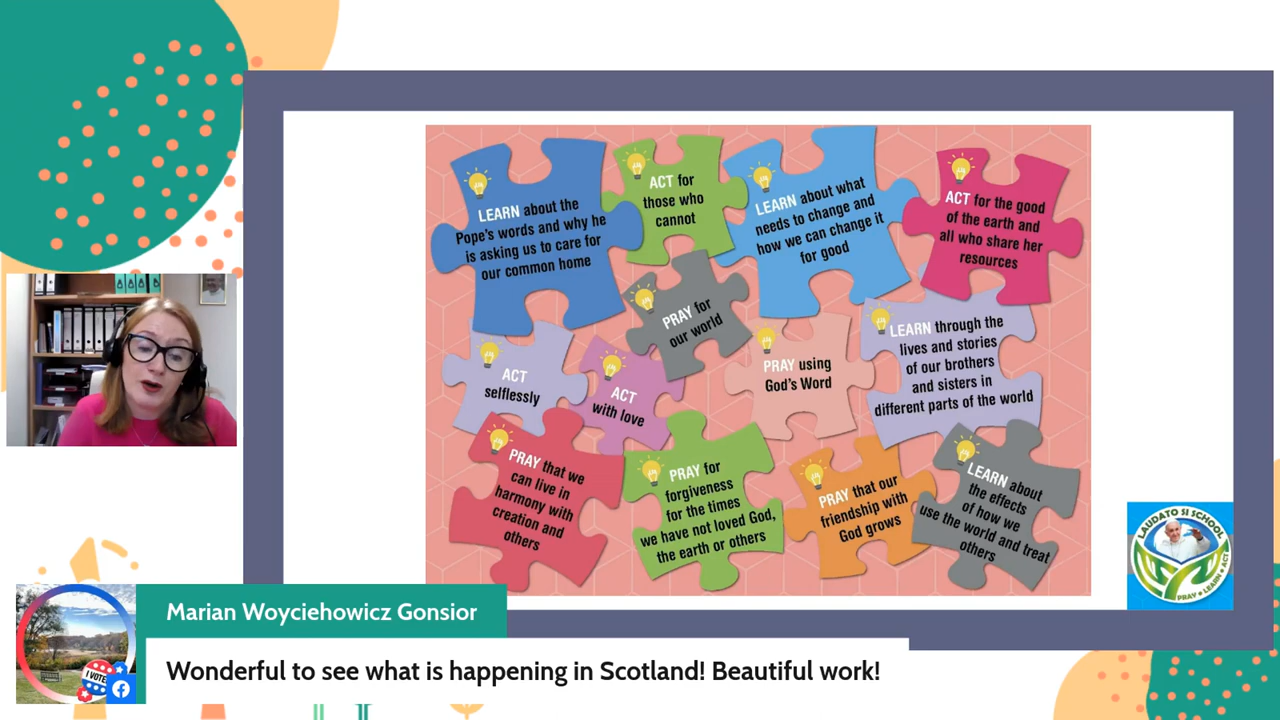 LEARN about the
Pope's words and why he
is asking us to care for
our common home
ACT for
those who
cannot
LEARN about what
needs to change and
how we can change it
for good
ACT for the good
of the earth and
all who share her
resources
PRAY for
our world
ACT
selflessly
ACT
with love
PRAY using
God's Word
LEARN through the
lives and stories
of our brothers
and sisters in
different parts of the world
PRAY that we
can live in
harmony with
creation and
others
PRAY for
forgiveness
for the times
we have not loved God,
the earth or others
PRAY that our
friendship with
God grows
LEARN about
the effects
of how we
use the world and treat
others
LAUDATO SI SCHOOL
PRAY • LEARN • ACT
Marian Woyciehowicz Gonsior
I VOTED
Wonderful to see what is happening in Scotland! Beautiful work!